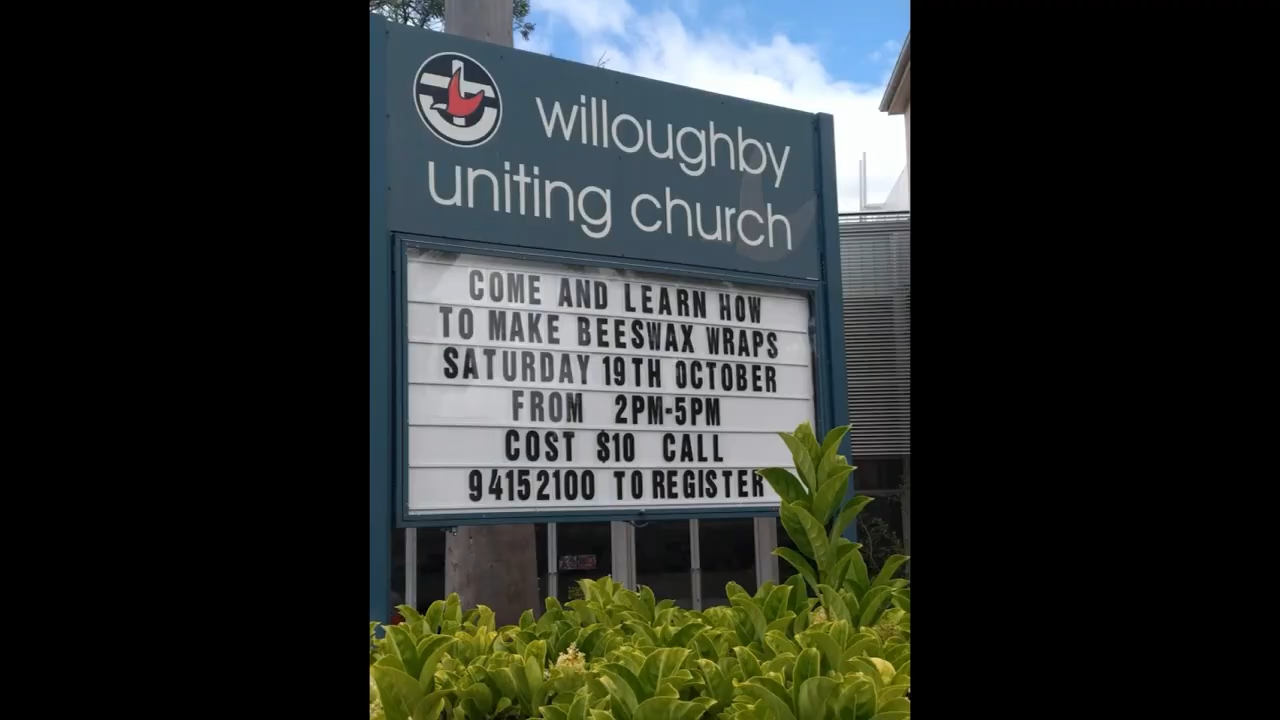 willoughby
uniting church
COME AND LEARN HOW
TO MAKE BEESWAX WRAPS
SATURDAY 19TH OCTOBER
FROM 2PM-5PM
COST $10 CALL
94152100 TO REGISTER